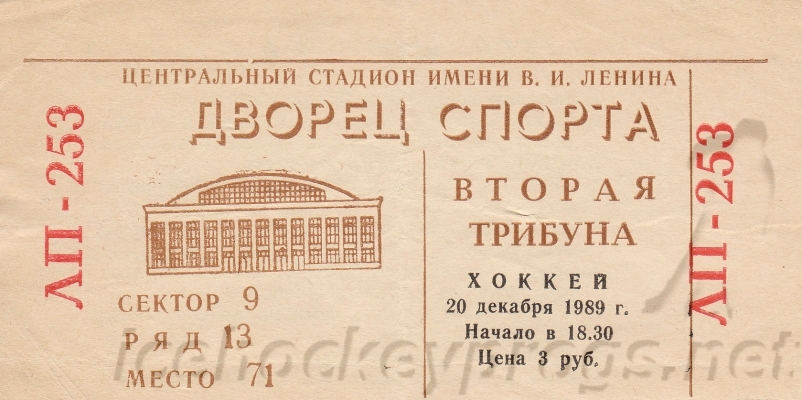 ЦЕНТРАЛЬНЫЙ СТАДИОН ИМЕНИ В. И. ЛЕНИНА
ДВОРЕЦ СПОРТА
ЛП - 253
СЕКТОР 9
РЯД 13
МЕСТО 71
ВТОРАЯ
ТРИБУНА
ХОККЕЙ
20 декабря 1989 г.
Начало в 18.30
Цена 3 руб.
ЛП - 253
icehockeyprogs.net